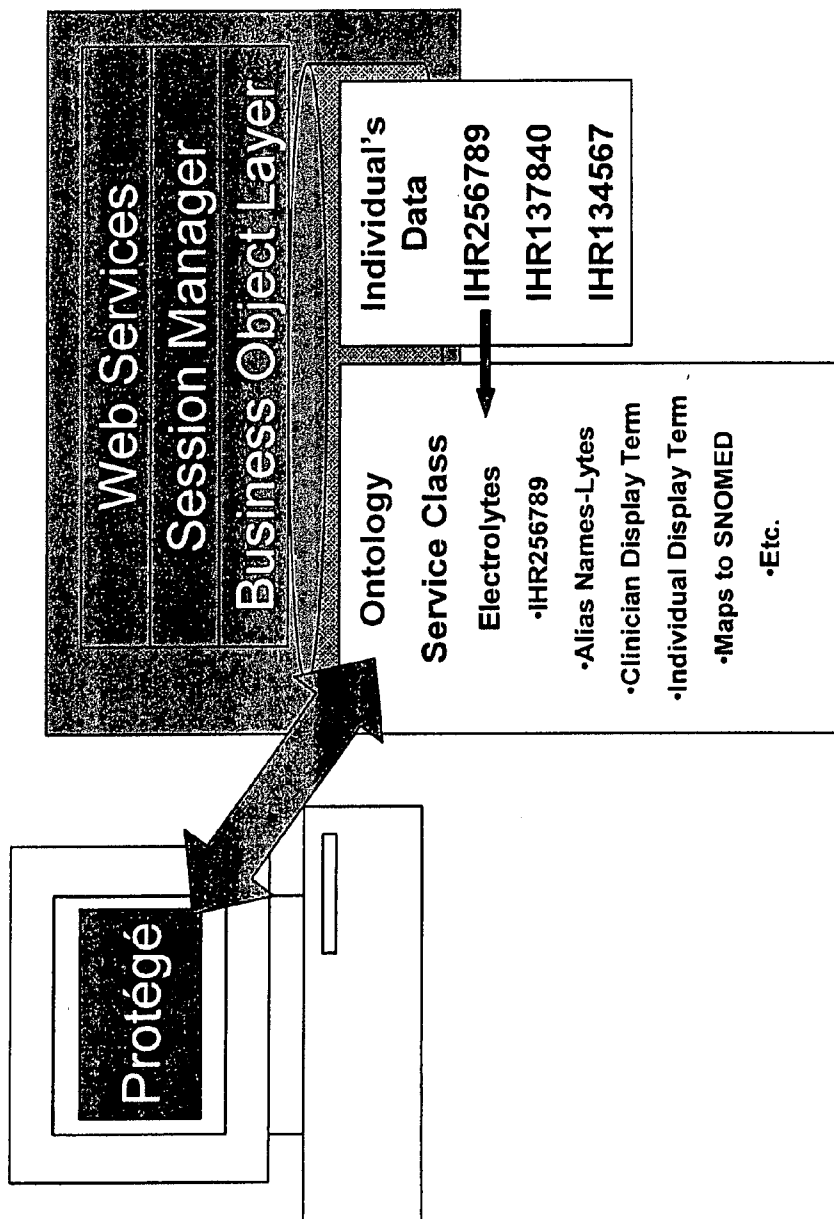 Protégé
Web Services
Session Manager
Business Object Layer
Ontology
Service Class
Electrolytes
•IHR256789
•Alias Names-Lytes
•Clinician Display Term
•Individual Display Term
•Maps to SNOMED
•Etc.
Individual's
Data
IHR256789
IHR137840
IHR134567